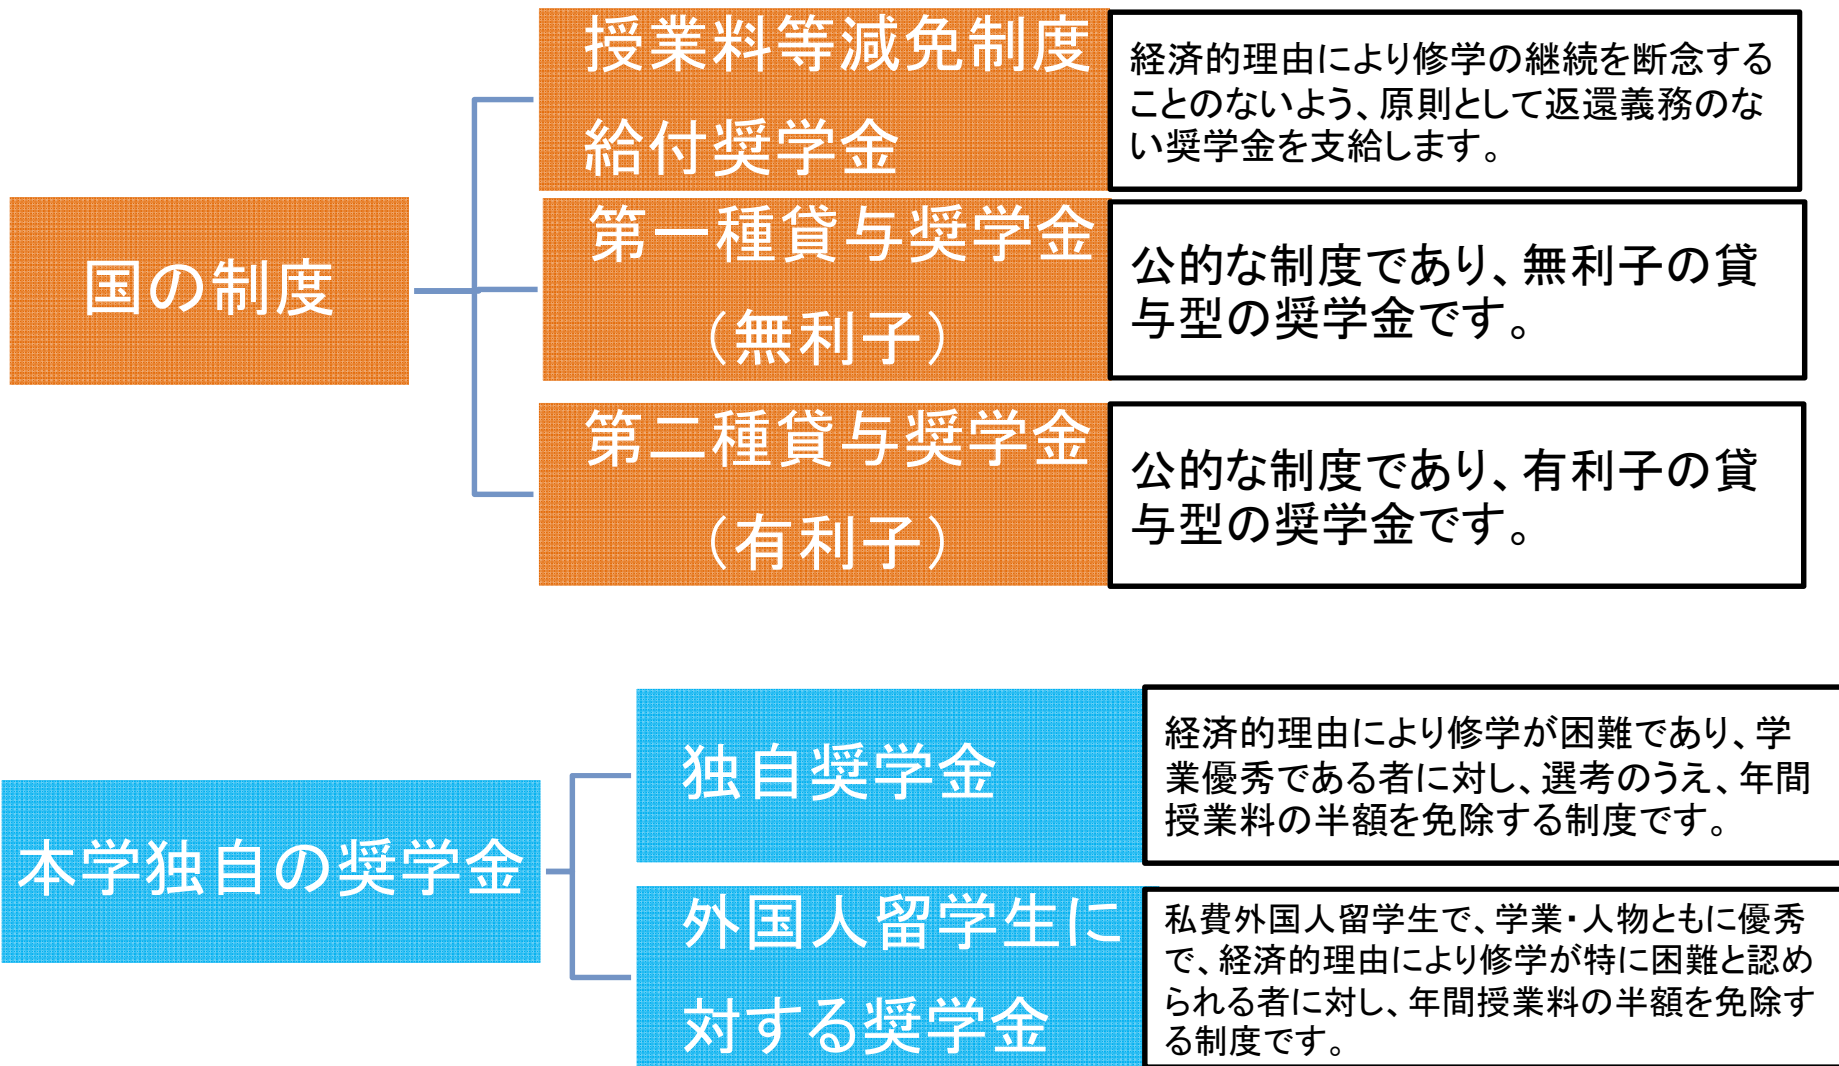 国の制度
授業料等減免制度
給付奨学金
経済的理由により修学の継続を断念する
ことのないよう、原則として返還義務のな
い奨学金を支給します。
第一種貸与奨学金
（無利子）
公的な制度であり、無利子の貸
与型の奨学金です。
第二種貸与奨学金
（有利子）
公的な制度であり、有利子の貸
与型の奨学金です。
本学独自の奨学金
独自奨学金
経済的理由により修学が困難であり、学
業優秀である者に対し、選考のうえ、年間
授業料の半額を免除する制度です。
外国人留学生に
対する奨学金
私費外国人留学生で、学業・人物ともに優秀
で、経済的理由により修学が特に困難と認め
られる者に対し、年間授業料の半額を免除す
る制度です。